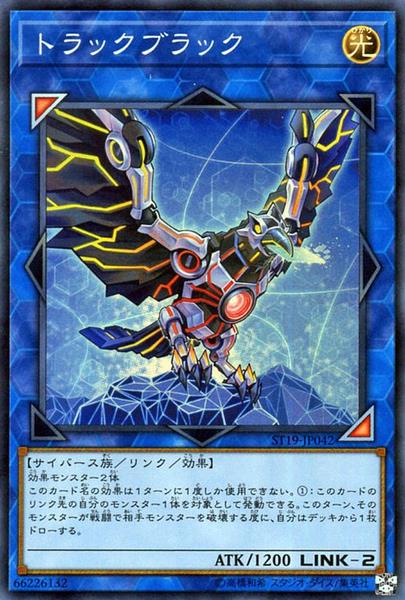 トラックブラック
光
ST19-JP042
【サイバース族/リンク/効果】
効果モンスター2体
このカード名の効果は1ターンに1度しか使用できない。①:このカードの
リンク先の自分のモンスター1体を対象として発動できる。このターン、その
モンスターが戦闘で相手モンスターを破壊する度に、自分はデッキから1枚
ドローする。
ATK/1200 LINK-2
66226132
©高橋和希 スタジオ・ダイス/集英社